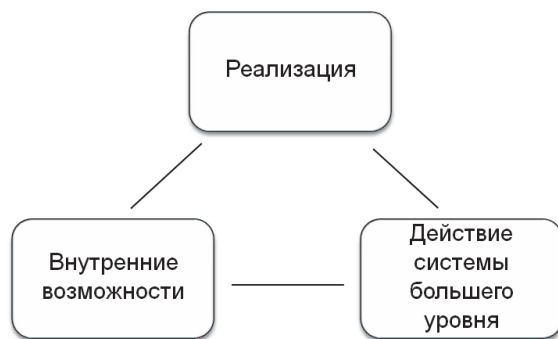 Реализация
Внутренние
возможности
Действие
системы
большего
уровня